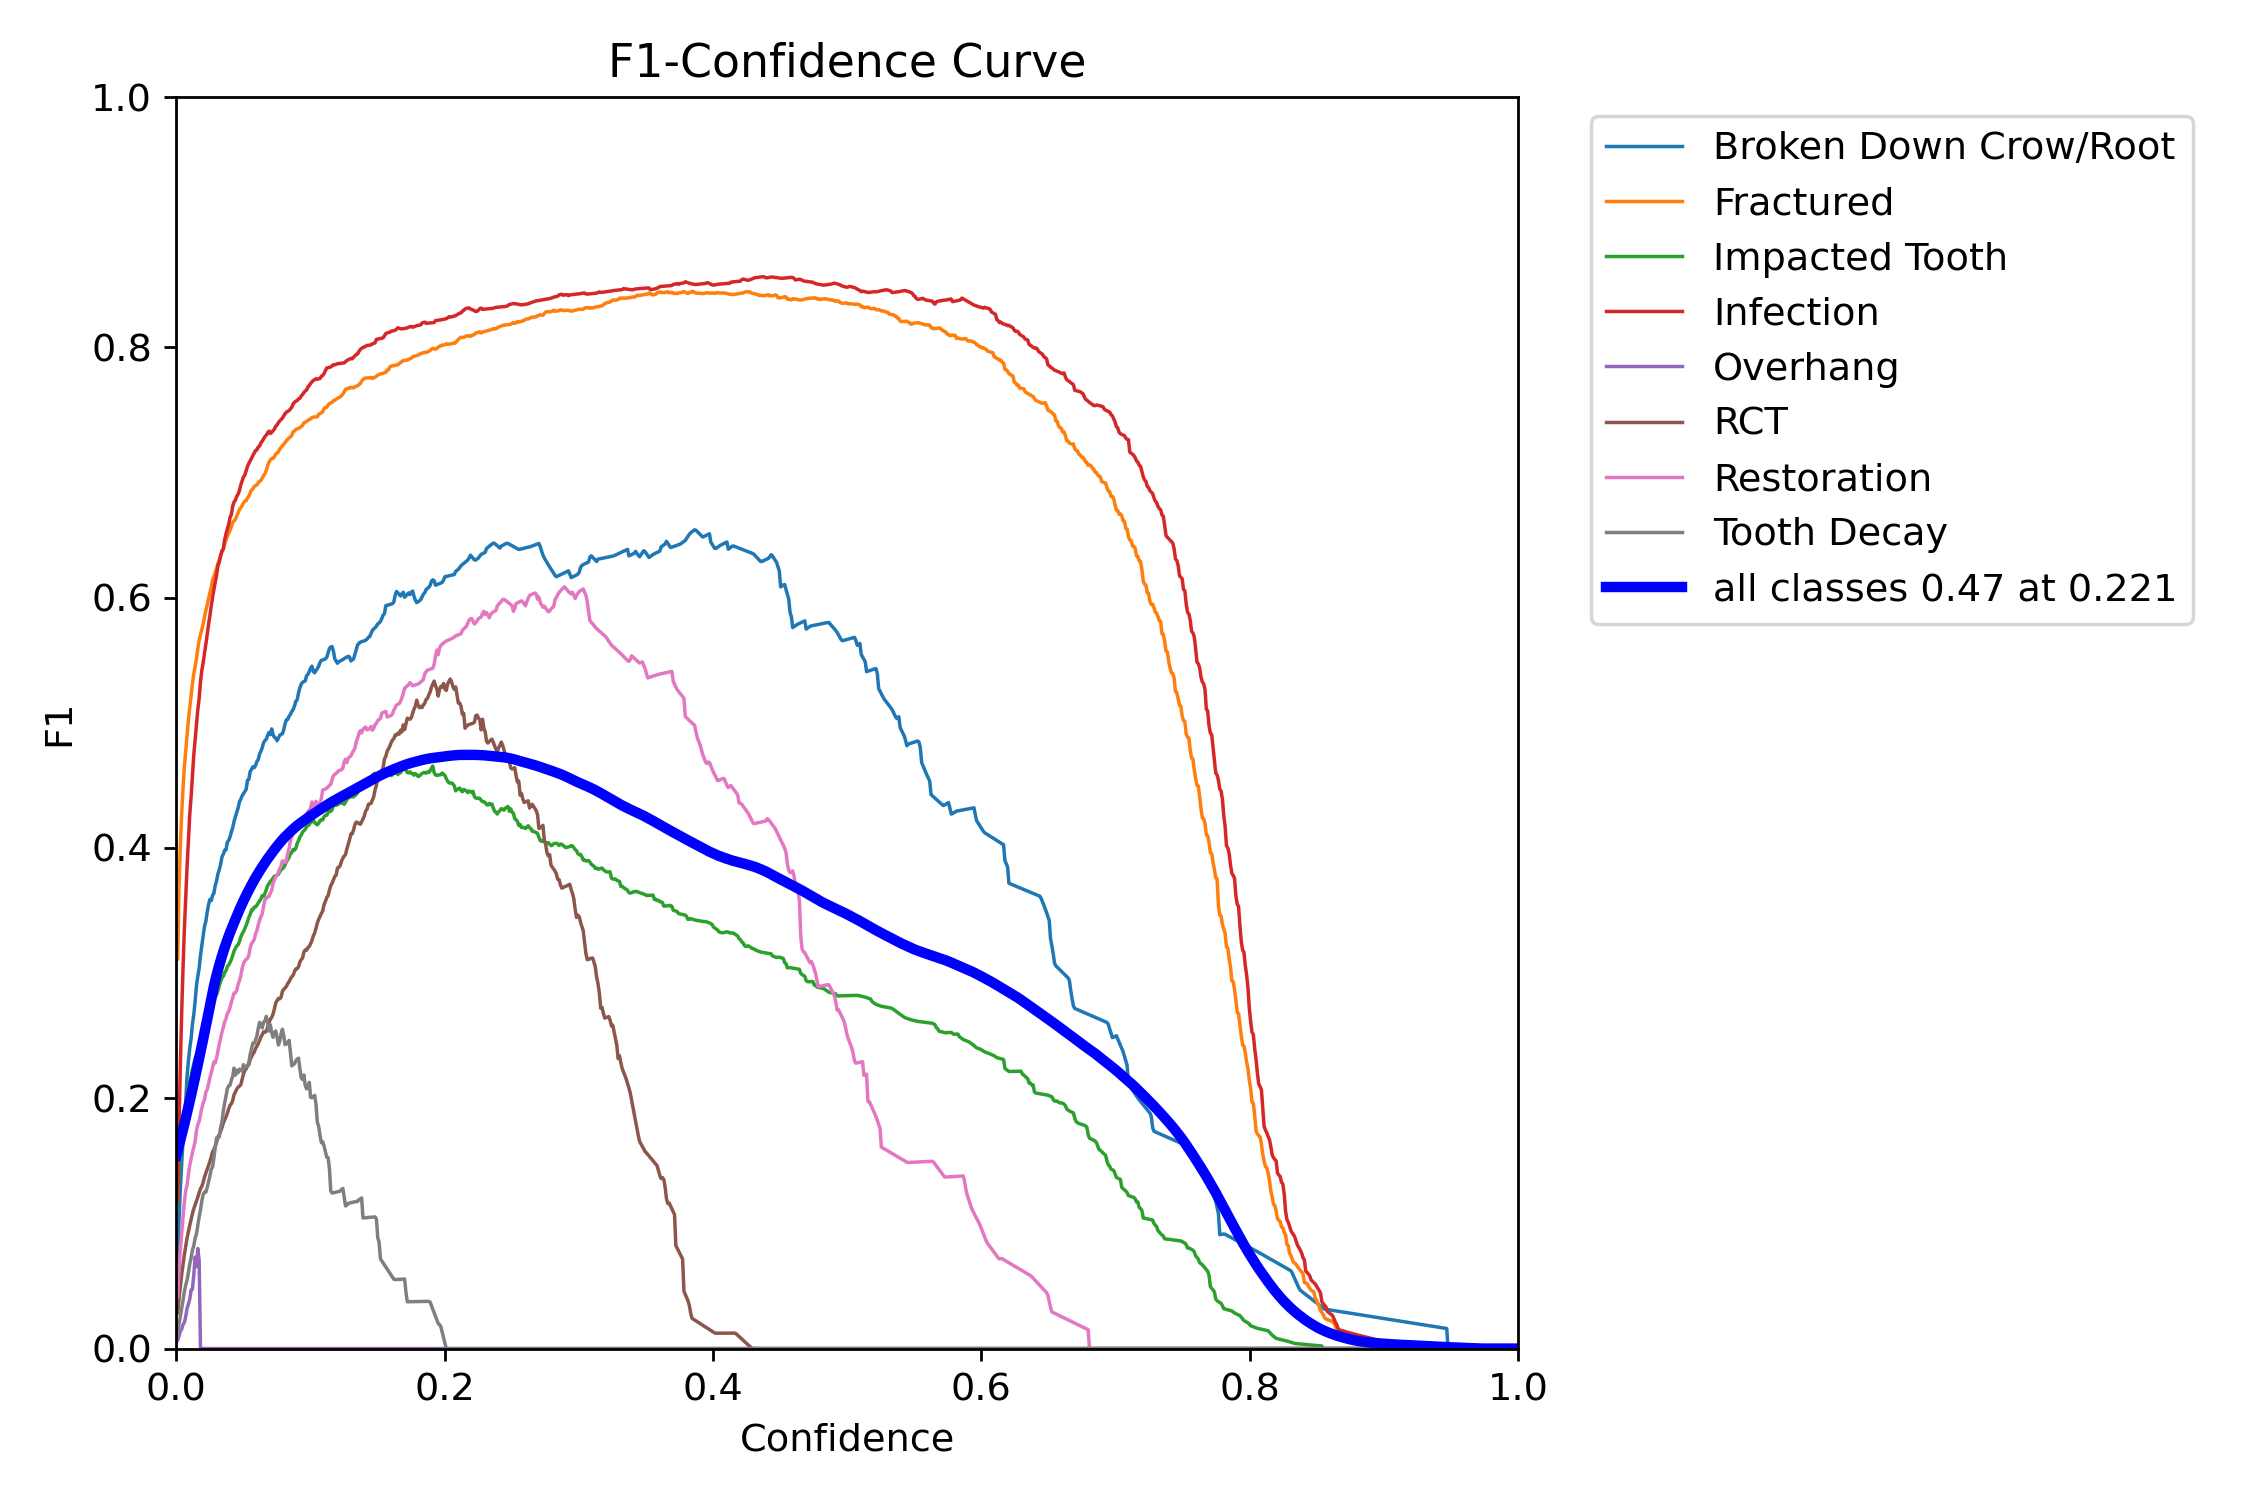 F1-Confidence Curve
1.0
0.8
0.6
0.4
0.2
0.0
F1
0.0 0.2 0.4 0.6 0.8 1.0
Confidence
Broken Down Crow/Root
Fractured
Impacted Tooth
Infection
Overhang
RCT
Restoration
Tooth Decay
all classes 0.47 at 0.221